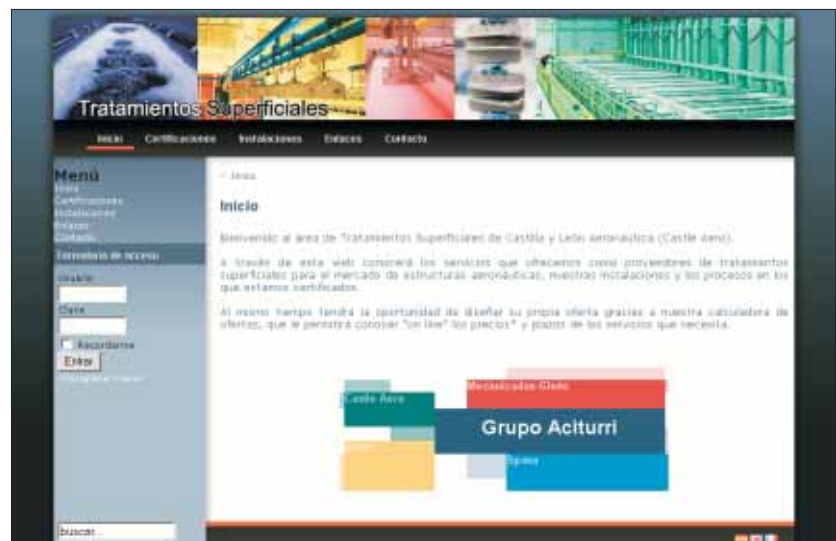 Tratamientos Superficiales
Inicio Certificaciones Instalaciones Enlaces Contacto
Menú
Inicio
Certificaciones
Instalaciones
Enlaces
Contacto
Formulario de acceso
Usuario
Clave
Recordarme
Entrar
Inicio
Inicio
Bienvenido al área de Tratamientos Superficiales de Castilla y León Aeronáutica (Castle Aero).
a través de esta web conocerá los servicios que ofrecemos como proveedores de tratamientos
superficiales para el mercado de estructuras aeronáuticas, nuestras instalaciones y los procesos en los
que estamos certificados.
Al mismo tiempo tendrá la oportunidad de diseñar su propia oferta gracias a nuestra calculadora de
ofertas, que le permitirá conocer "on line" los precios* y plazos de los servicios que necesita.
Castle Aero
Mecanizados Ginés
Grupo Aciturri
buscar...